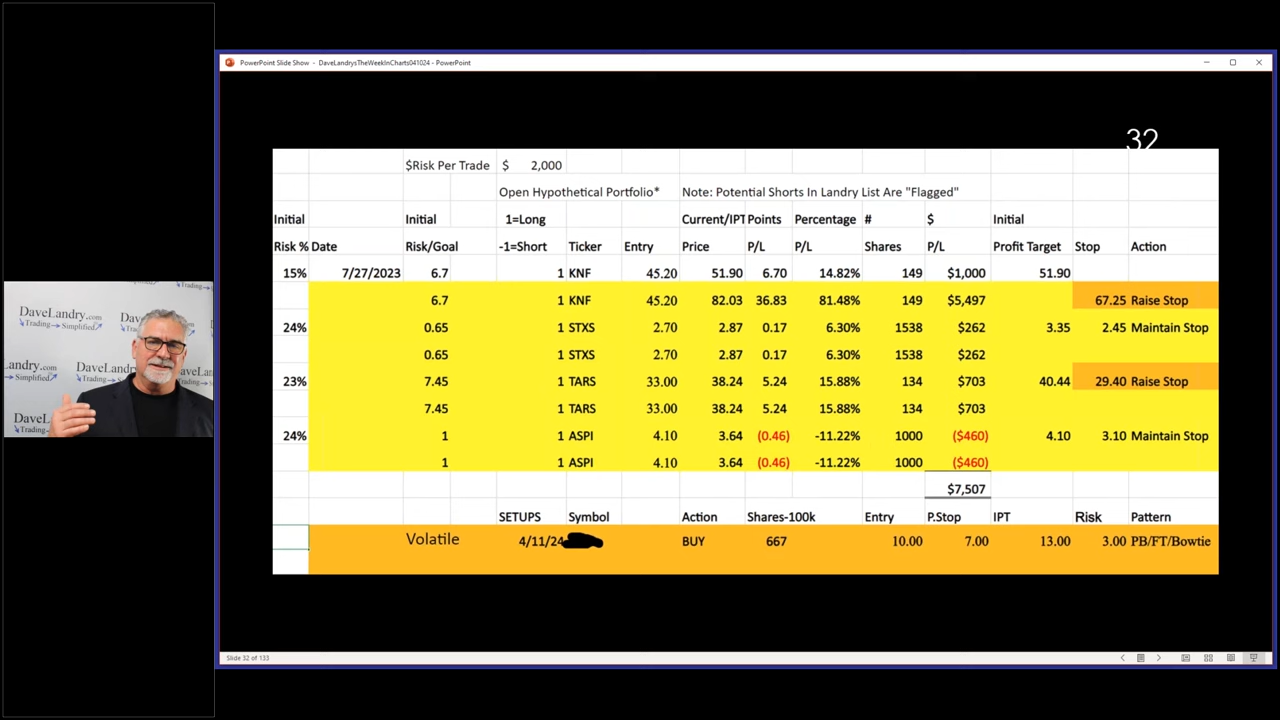 PowerPoint Slide Show - DaveLandrysTheWeekInCharts041024 - PowerPoint
32
$Risk Per Trade $ 2,000
Open Hypothetical Portfolio* Note: Potential Shorts In Landry List Are "Flagged"
Initial Initial 1=Long Current/IPT Points Percentage # $ Initial
Risk % Date Risk/Goal -1=Short Ticker Entry Price P/L P/L Shares P/L Profit Target Stop Action
15% 7/27/2023 6.7 1 KNF 45.20 51.90 6.70 14.82% 149 $1,000 51.90
6.7 1 KNF 45.20 82.03 36.83 81.48% 149 $5,497 67.25 Raise Stop
24% 0.65 1 STXS 2.70 2.87 0.17 6.30% 1538 $262 3.35 2.45 Maintain Stop
0.65 1 STXS 2.70 2.87 0.17 6.30% 1538 $262
23% 7.45 1 TARS 33.00 38.24 5.24 15.88% 134 $703 40.44 29.40 Raise Stop
7.45 1 TARS 33.00 38.24 5.24 15.88% 134 $703
24% 1 1 ASPI 4.10 3.64 (0.46) -11.22% 1000 ($460) 4.10 3.10 Maintain Stop
1 1 ASPI 4.10 3.64 (0.46) -11.22% 1000 ($460)
$7,507
SETUPS Symbol Action Shares-100k Entry P.Stop IPT Risk Pattern
Volatile 4/11/24 BUY 667 10.00 7.00 13.00 3.00 PB/FT/Bowtie
DaveLandry.com
Trading Simplified
Slide 32 of 133